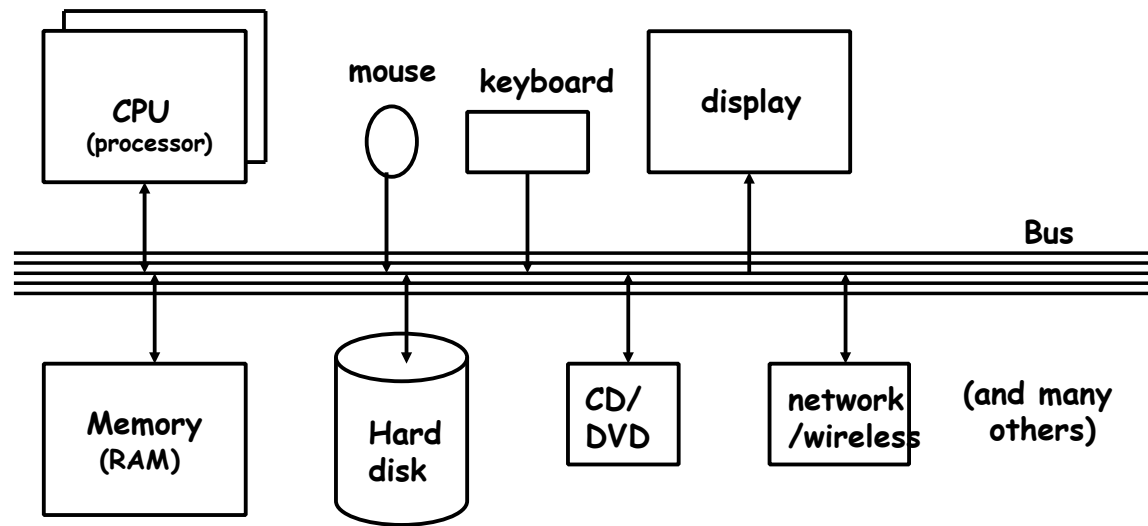 CPU
(processor)
mouse
keyboard
display
Bus
Memory
(RAM)
Hard
disk
CD/
DVD
network
/wireless
(and many
others)